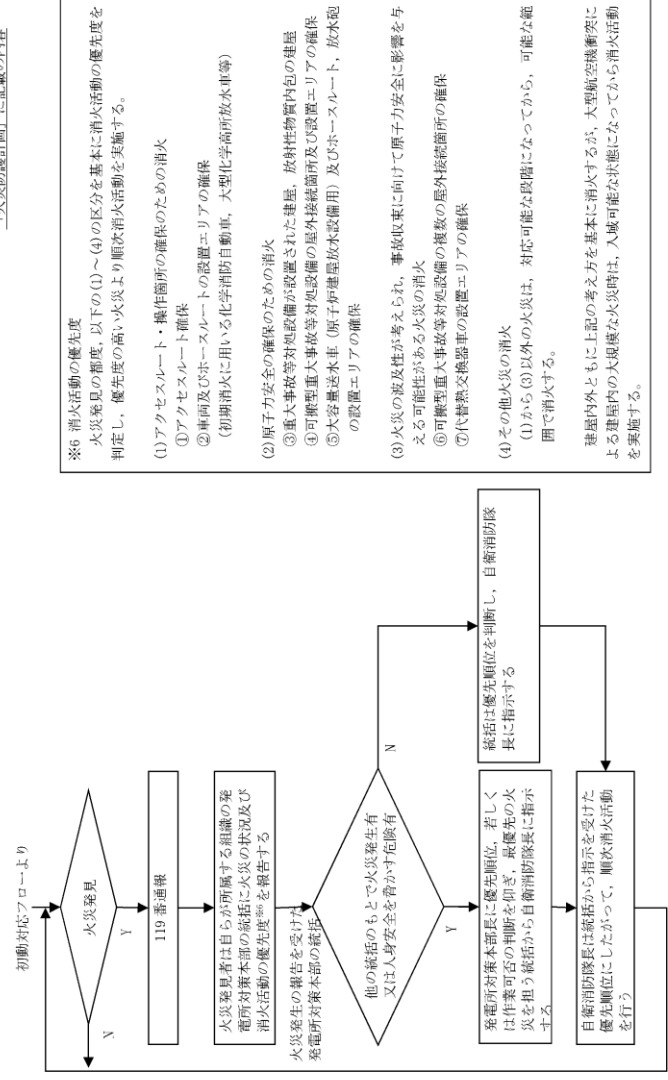 初動対応フローより
火災発見
N
Y
119 番通報
火災発見者は自らが所属する組織の発
電所対策本部の統括に火災の状況及び
消火活動の優先度※6を報告する
火災発生の報告を受けた
発電所対策本部の統括
他の統括のもとで火災発生有
又は人身安全を脅かす危険有
N
Y
発電所対策本部長に優先順位，若しく
は作業可否の判断を仰ぎ，最優先の火
災を担う統括から自衛消防隊長に指示
する
統括は優先順位を判断し，自衛消防隊
長に指示する
自衛消防隊長は統括から指示を受けた
優先順位にしたがって，順次消火活動
を行う
※6 消火活動の優先度
火災発見の都度，以下の(1)～(4)の区分を基本に消火活動の優先度を
判定し，優先度の高い火災より順次消火活動を実施する。
(1)アクセスルート・操作箇所の確保のための消火
①アクセスルート確保
②車両及びホースルートの設置エリアの確保
（初期消火に用いる化学消防自動車，大型化学高所放水車等）
(2)原子力安全の確保のための消火
③重大事故等対処設備が設置された建屋，放射性物質内包の建屋
④可搬型重大事故等対処設備の屋外接続箇所及び設置エリアの確保
⑤大容量送水車（原子炉建屋放水設備用）及びホースルート，放水砲
の設置エリアの確保
(3)火災の波及性が考えられ，事故収束に向けて原子力安全に影響を与
える可能性がある火災の消火
⑥可搬型重大事故等対処設備の複数の屋外接続箇所の確保
⑦代替熱交換器車の設置エリアの確保
(4)その他火災の消火
(1)から(3)以外の火災は，対応可能な段階になってから，可能な範
囲で消火する。
建屋内外ともに上記の考え方を基本に消火するが，大型航空機衝突に
よる建屋内の大規模な火災時は，入域可能な状態になってから消火活動
を実施する。